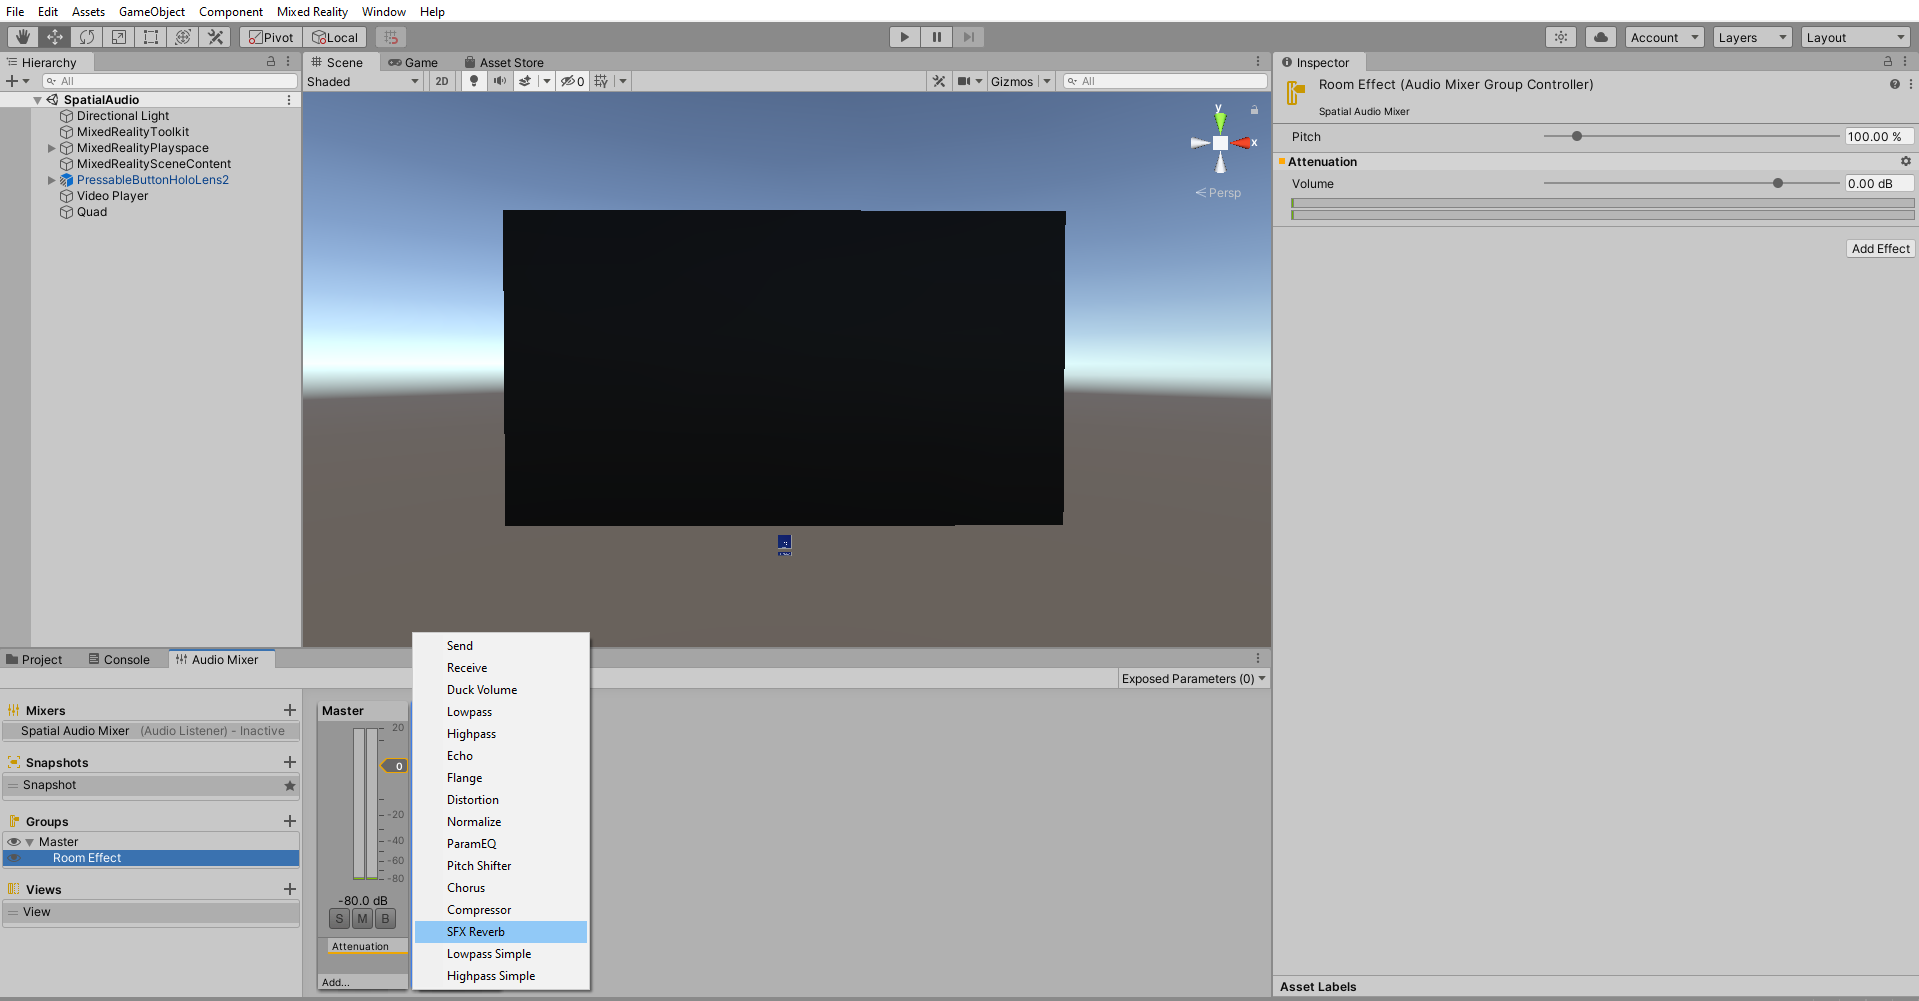 File Edit Assets GameObject Component Mixed Reality Window Help
Pivot Local Account Layers Layout
Hierarchy
All
SpatialAudio
Directional Light
MixedRealityToolkit
MixedRealityPlayspace
MixedRealitySceneContent
PressableButtonHoloLens2
Video Player
Quad
Scene Game Asset Store
Shaded 2D 0 Gizmos All
y
x
Persp
Inspector
Room Effect (Audio Mixer Group Controller)
Spatial Audio Mixer
Pitch 100.00 %
Attenuation
Volume 0.00 dB
Add Effect
Asset Labels
Project Console Audio Mixer
Exposed Parameters (0)
Mixers
Spatial Audio Mixer (Audio Listener) - Inactive
Snapshots
Snapshot
Groups
Master
Room Effect
Views
View
Master
20
0
-20
-40
-60
-80
-80.0 dB
S M B
Attenuation
Add...
Send
Receive
Duck Volume
Lowpass
Highpass
Echo
Flange
Distortion
Normalize
ParamEQ
Pitch Shifter
Chorus
Compressor
SFX Reverb
Lowpass Simple
Highpass Simple